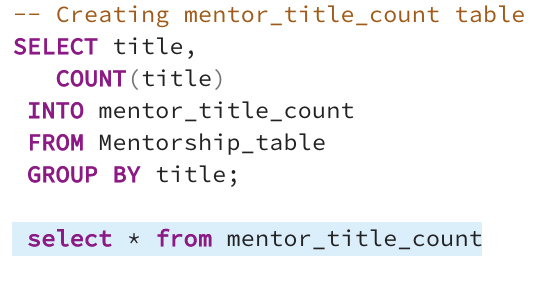 -- Creating mentor_title_count table
SELECT title,
COUNT(title)
INTO mentor_title_count
FROM Mentorship_table
GROUP BY title;
select * from mentor_title_count